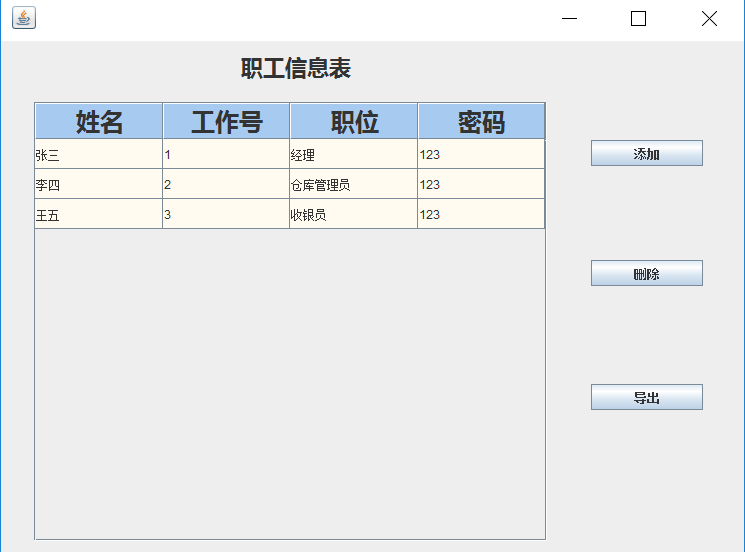 职工信息表
姓名 工作号 职位 密码
张三 1 经理 123
李四 2 仓库管理员 123
王五 3 收银员 123
添加
删除
导出